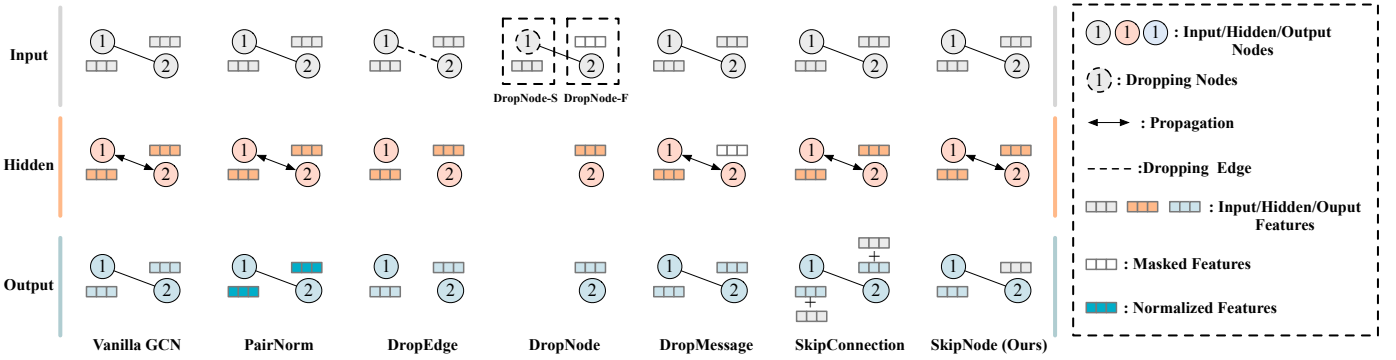 Input
1
2
1
2
1
2
1
2
DropNode-S
DropNode-F
1
2
1
2
1
2
Hidden
1
2
1
2
1
2
2
1
2
1
2
1
2
Output
1
2
1
2
1
2
2
1
2
+
1
2
+
1
2
Vanilla GCN
PairNorm
DropEdge
DropNode
DropMessage
SkipConnection
SkipNode (Ours)
1 1 1 : Input/Hidden/Output
Nodes
1 : Dropping Nodes
: Propagation
:Dropping Edge
: Input/Hidden/Ouput
Features
: Masked Features
: Normalized Features